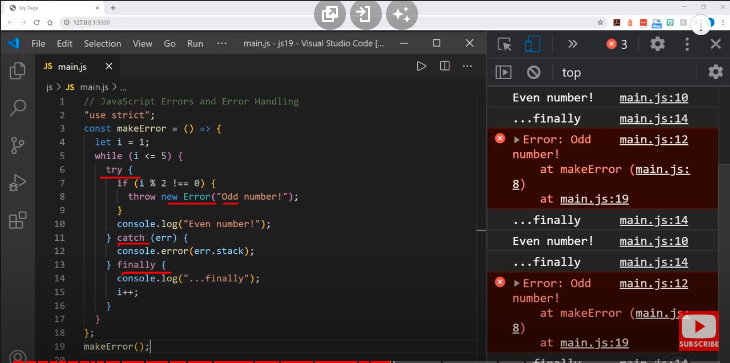 My Page
127.0.0.1:5500
File Edit Selection View Go Run ... main.js - js19 - Visual Studio Code [...
JS main.js
js > JS main.js > ...
1 // JavaScript Errors and Error Handling
2 "use strict";
3 const makeError = () => {
4 let i = 1;
5 while (i <= 5) {
6 try {
7 if (i % 2 !== 0) {
8 throw new Error("Odd number!");
9 }
10 console.log("Even number!");
11 } catch (err) {
12 console.error(err.stack);
13 } finally {
14 console.log("...finally");
15 i++;
16 }
17 }
18 };
19 makeError();
20
3
top
Even number! main.js:10
...finally main.js:14
Error: Odd main.js:12
number!
at makeError (main.js:
8)
at main.js:19
...finally main.js:14
Even number! main.js:10
...finally main.js:14
Error: Odd main.js:12
number!
at makeError (main.js:
8)
at main.js:19
...finally main.js:14
SUBSCRIBE